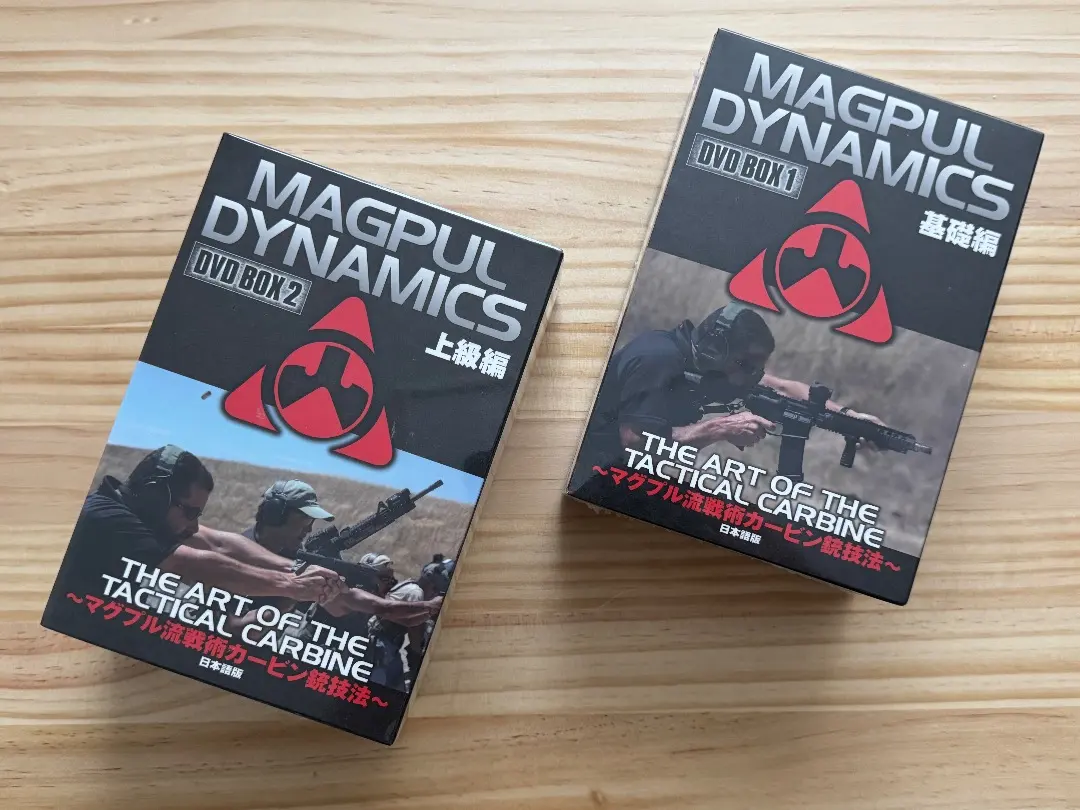 MAGPUL
DYNAMICS
DVD BOX 2
上級編
THE ART OF THE
TACTICAL CARBINE
～マグプル流戦術カービン銃技法～
日本語版
MAGPUL
DYNAMICS
DVD BOX 1
基礎編
THE ART OF THE
TACTICAL CARBINE
～マグプル流戦術カービン銃技法～
日本語版